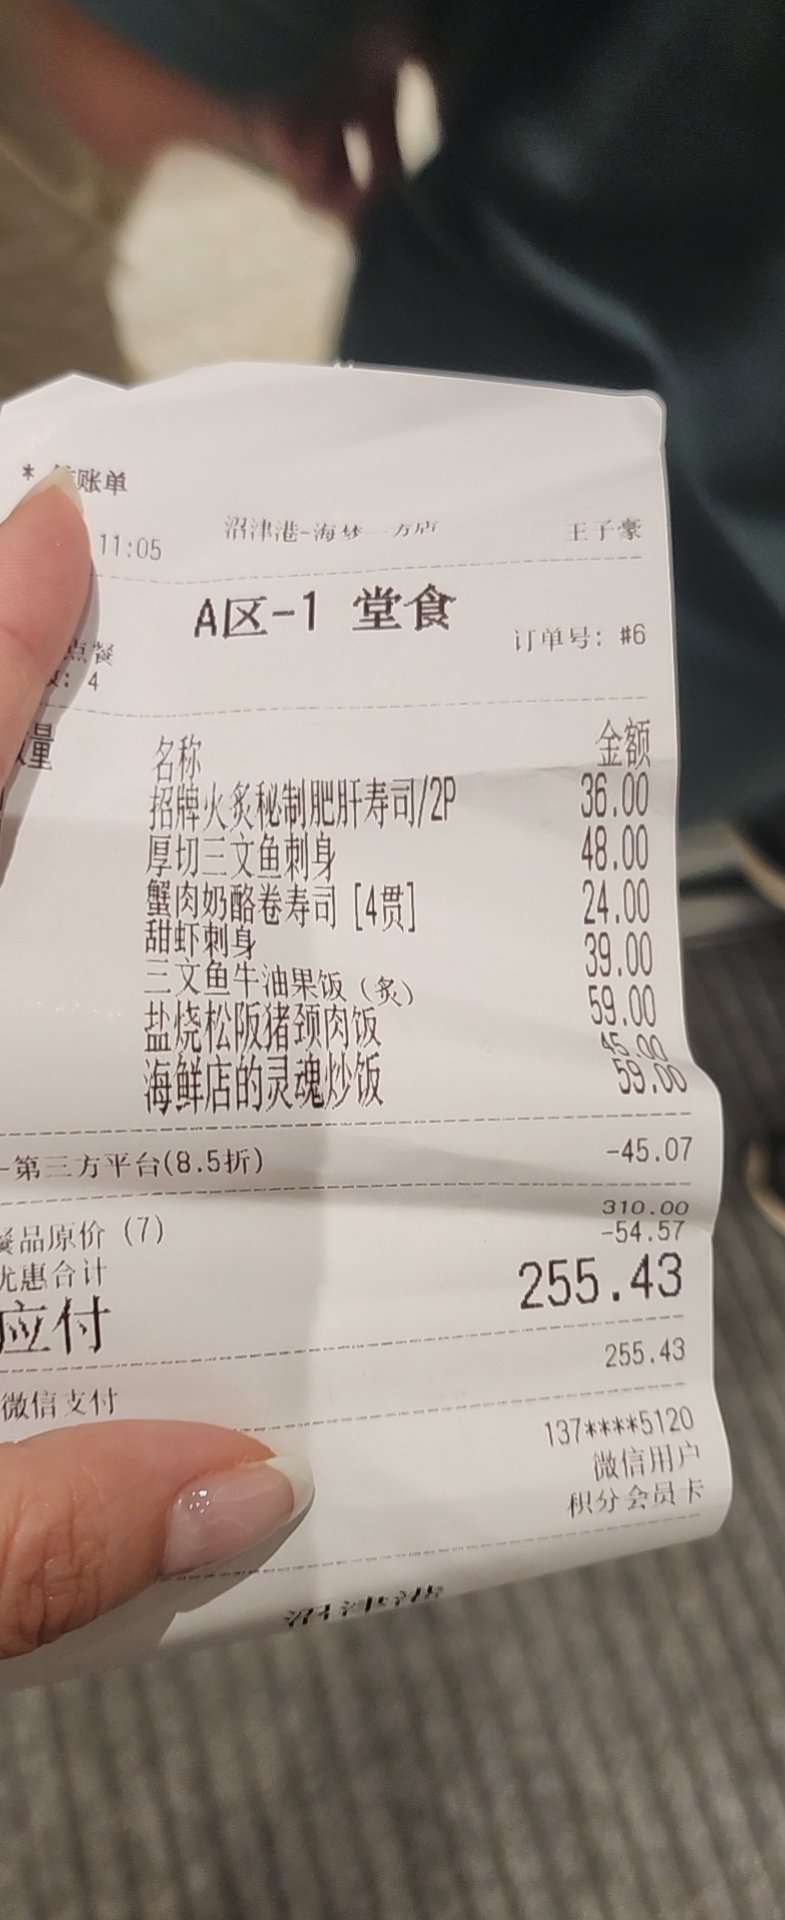 账单
11:05 沼津港-海梦一方店 王子豪
A区-1 堂食
点餐 订单号: #6
: 4
量 名称 金额
招牌火炙秘制肥肝寿司/2P 36.00
厚切三文鱼刺身 48.00
蟹肉奶酪卷寿司 [4贯] 24.00
甜虾刺身 39.00
三文鱼牛油果饭 (炙) 59.00
盐烧松阪猪颈肉饭 45.00
海鲜店的灵魂炒饭 59.00
-第三方平台(8.5折) -45.07
餐品原价 (7) 310.00
优惠合计 -54.57
应付 255.43
微信支付 255.43
137****5120
微信用户
积分会员卡